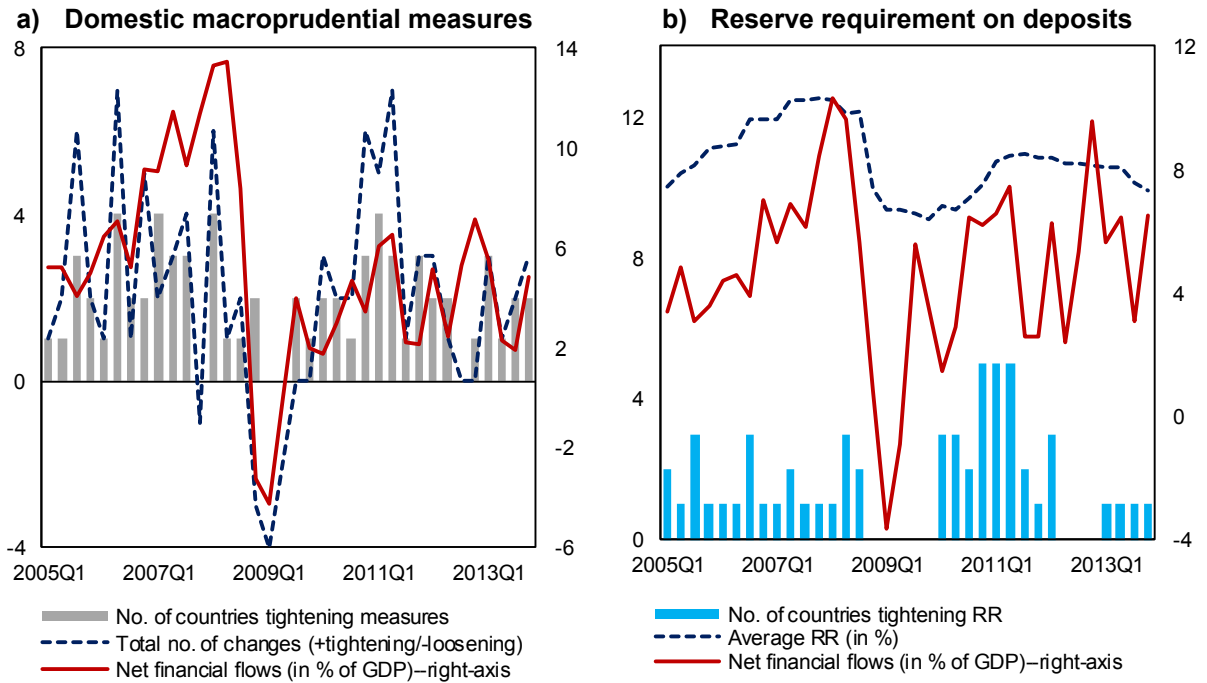 a) Domestic macroprudential measures
8
4
0
-4
14
10
6
2
-2
-6
2005Q1 2007Q1 2009Q1 2011Q1 2013Q1
No. of countries tightening measures
Total no. of changes (+tightening/-loosening)
Net financial flows (in % of GDP)–right-axis
b) Reserve requirement on deposits
12
8
4
0
12
8
4
0
-4
2005Q1 2007Q1 2009Q1 2011Q1 2013Q1
No. of countries tightening RR
Average RR (in %)
Net financial flows (in % of GDP)–right-axis